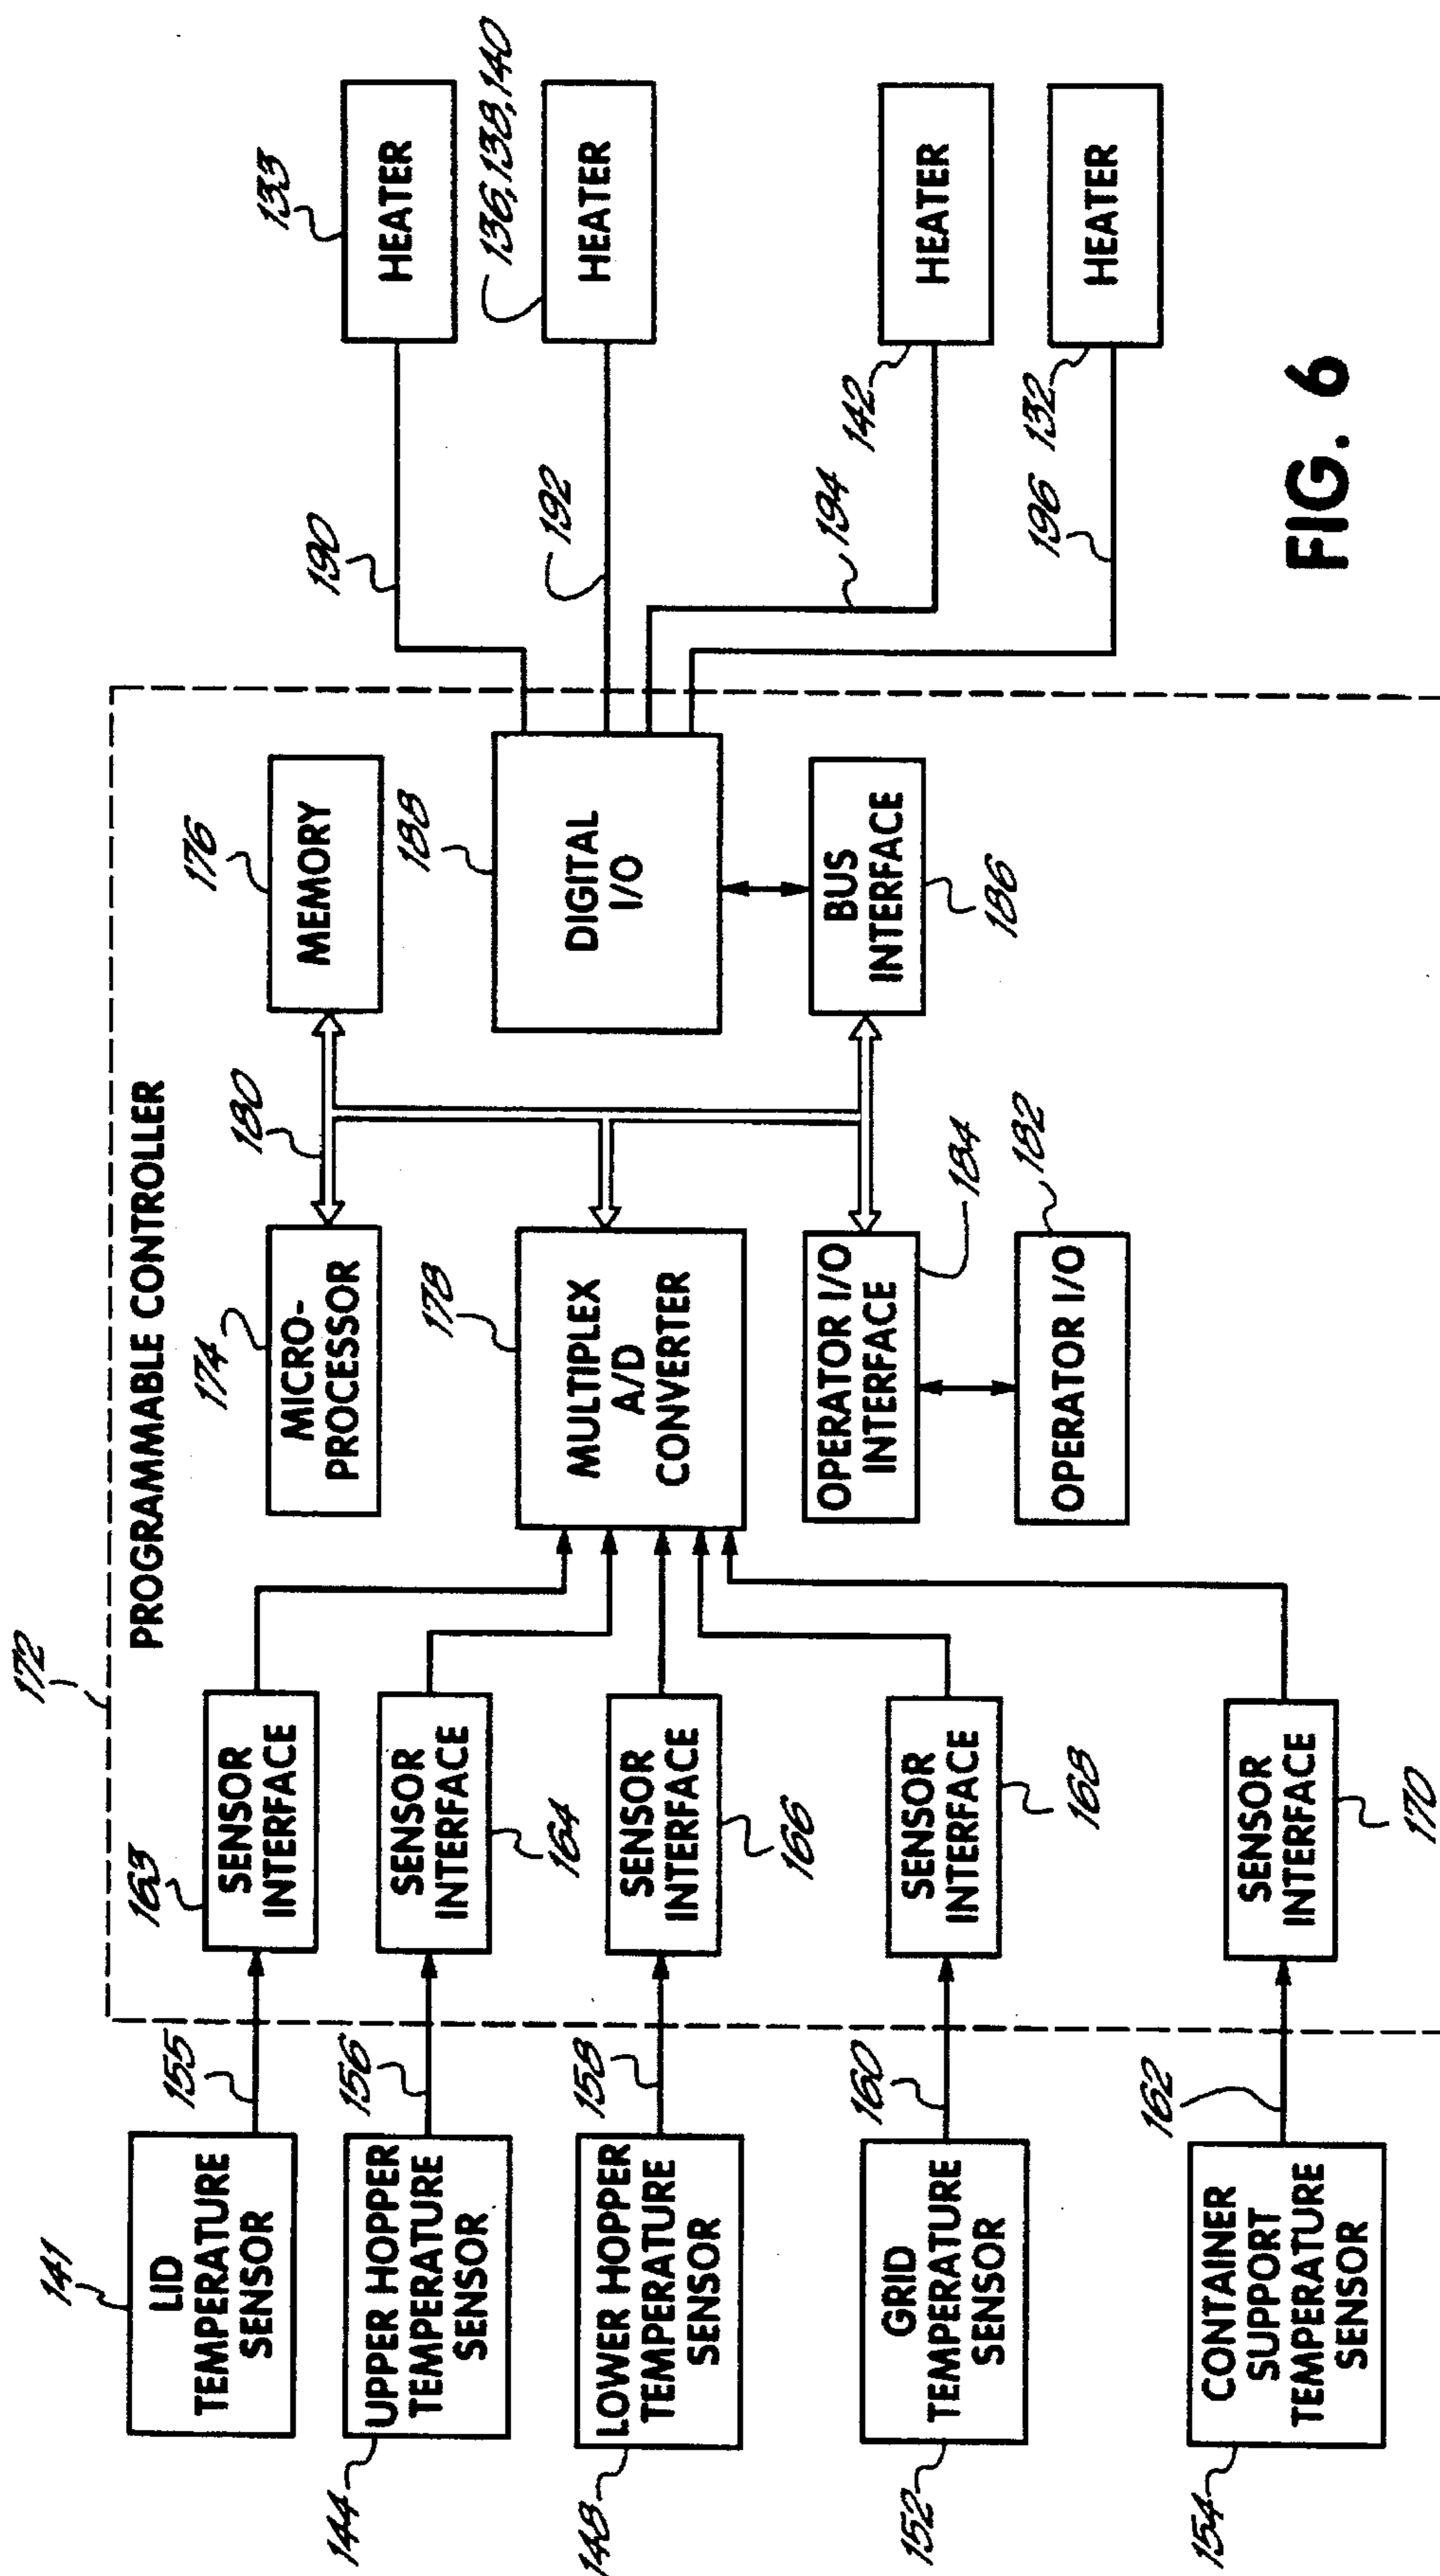 172
PROGRAMMABLE CONTROLLER
141
LID
TEMPERATURE
SENSOR
155
163
SENSOR
INTERFACE
144
UPPER HOPPER
TEMPERATURE
SENSOR
156
SENSOR
INTERFACE
164
148
LOWER HOPPER
TEMPERATURE
SENSOR
158
SENSOR
INTERFACE
166
152
GRID
TEMPERATURE
SENSOR
160
SENSOR
INTERFACE
168
154
CONTAINER
SUPPORT
TEMPERATURE
SENSOR
162
SENSOR
INTERFACE
170
174
MICRO-
PROCESSOR
180
176
MEMORY
178
MULTIPLEX
A/D
CONVERTER
188
DIGITAL
I/O
OPERATOR I/O
INTERFACE
184
182
OPERATOR I/O
BUS
INTERFACE
186
190
133
HEATER
192
136,138,140
HEATER
194
142
HEATER
196
132
HEATER
FIG. 6